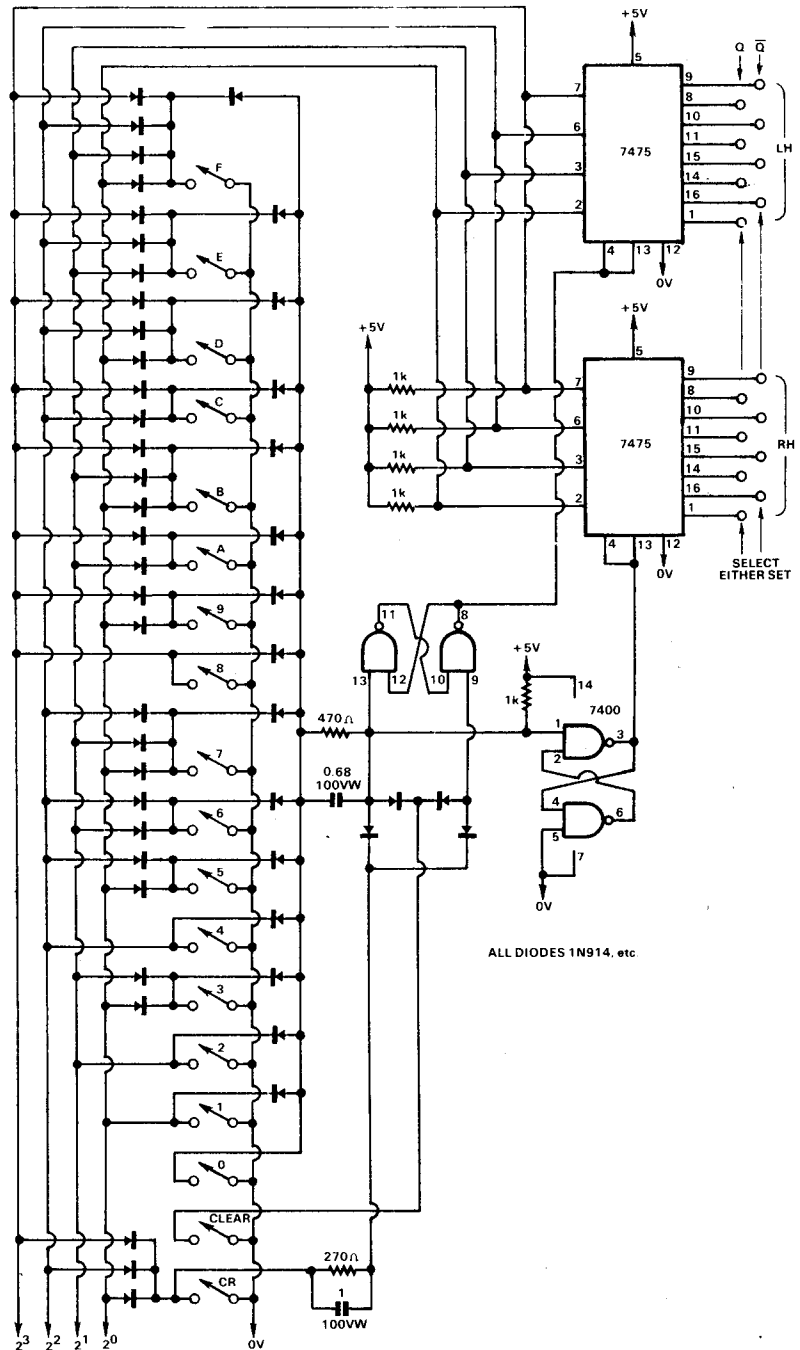 +5V
5
Q Q̅
7 9
8
6 10
7475 11 LH
3 15
14
2 16
1
4 13 12
0V
F
E
D
C
B
A
9
8
7
6
5
4
3
2
1
0
CLEAR
CR
+5V
1k
1k
1k
1k
+5V
5
7 9
8
6 10
7475 11 RH
3 15
14
2 16
1
4 13 12
0V
SELECT
EITHER SET
11 8
13 12 10 9
+5V
1k
14
7400
1 3
2
4 6
5
7
0V
470Ω
0.68
100VW
ALL DIODES 1N914, etc
270Ω
1
100VW
2³ 2² 2¹ 2⁰ 0V